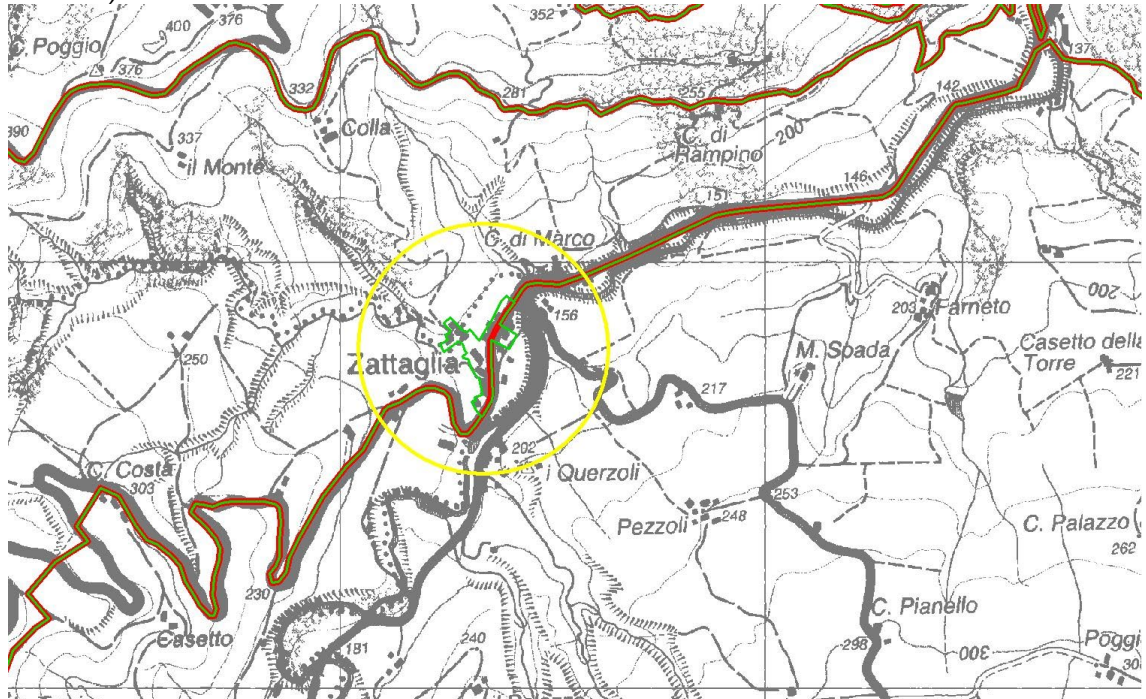 400
376
352
C. Poggio
376
137
332
281
255
142
390
Colla
337
C. di
Rampino
200
il Monte
146
151
C. di Marco
156
203
Farneto
200
Zattaglia
250
M. Spada
Casetto della
Torre
221
217
C. Costa
303
202
i Querzoli
253
Pezzoli
248
C. Palazzo
262
230
C. Pianello
Casetto
181
240
298
300
Poggi
30